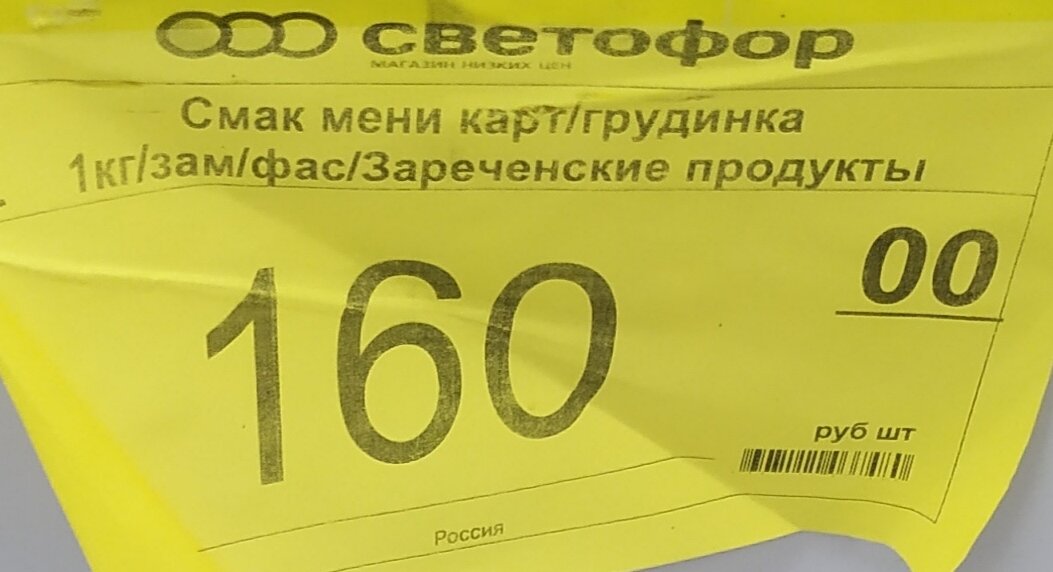 светофор
МАГАЗИН НИЗКИХ ЦЕН
Смак мени карт/грудинка
1кг/зам/фас/Зареченские продукты
160 00
руб шт
Россия